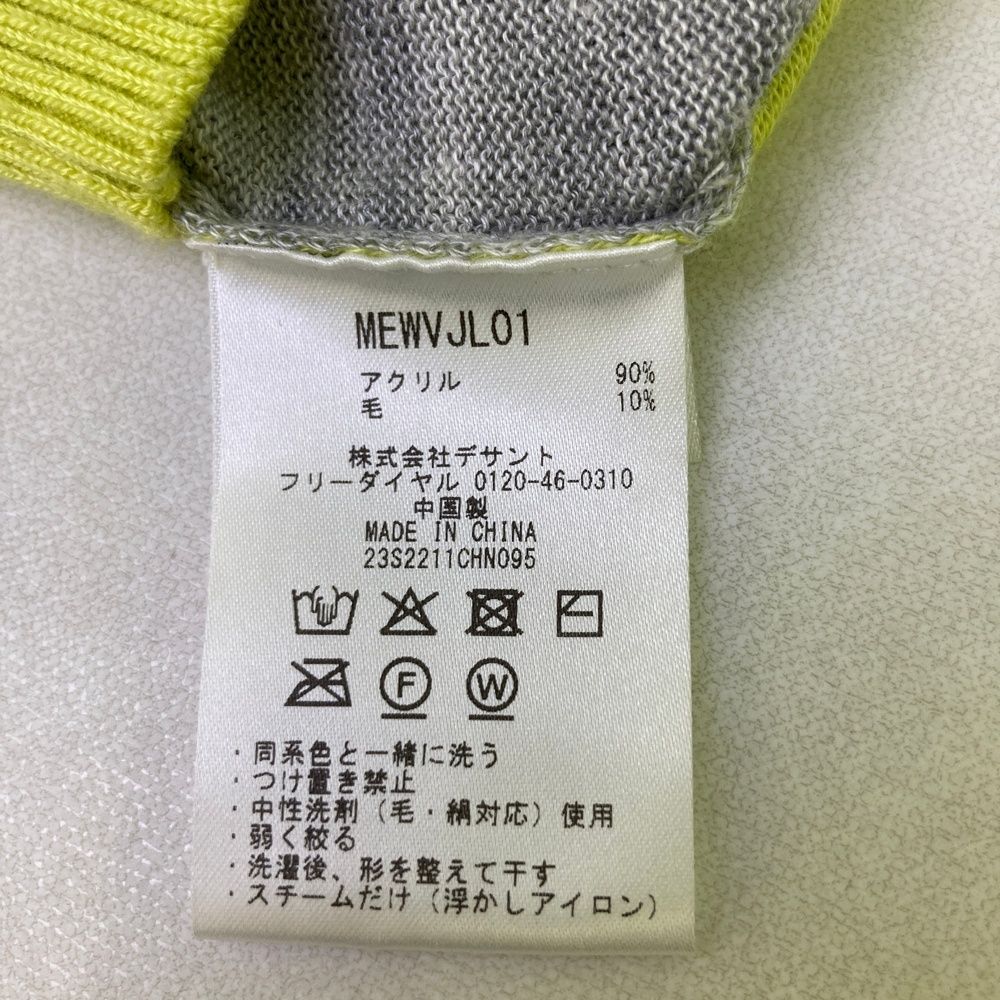 MEWVJL01
アクリル 90%
毛 10%
株式会社デサント
フリーダイヤル 0120-46-0310
中国製
MADE IN CHINA
23S2211CHN095
F W
・同系色と一緒に洗う
・つけ置き禁止
・中性洗剤（毛・絹対応）使用
・弱く絞る
・洗濯後、形を整えて干す
・スチームだけ（浮かしアイロン）